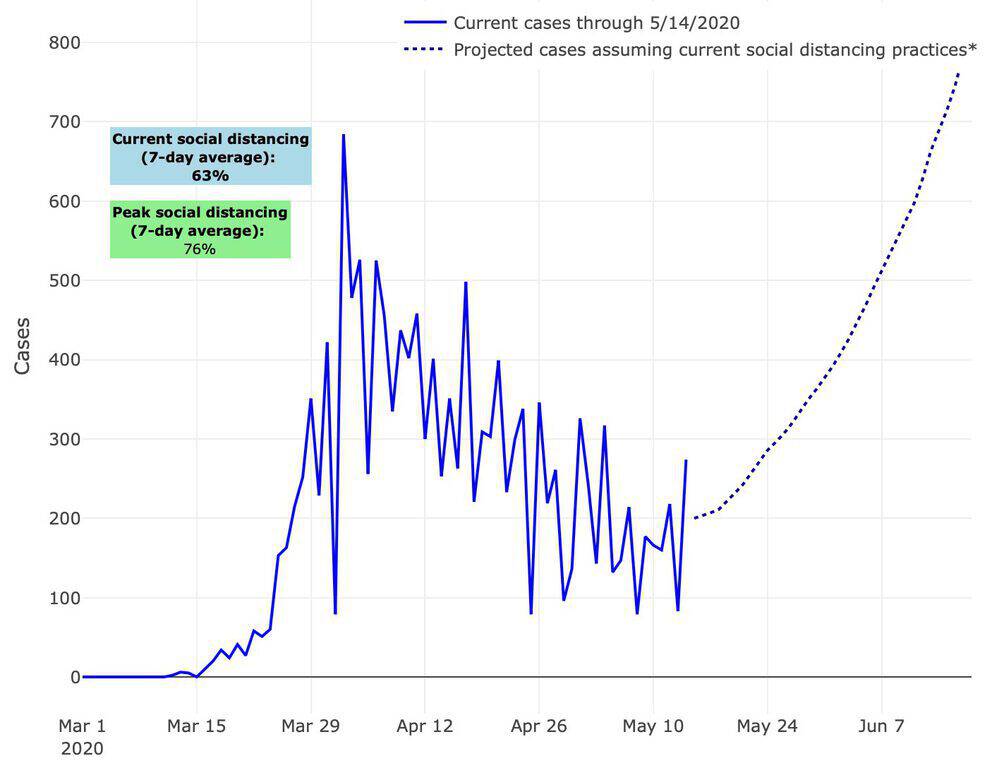 Current cases through 5/14/2020
Projected cases assuming current social distancing practices*
800
700
600
500
400
300
200
100
0
Cases
Current social distancing
(7-day average):
63%
Peak social distancing
(7-day average):
76%
Mar 1
2020
Mar 15
Mar 29
Apr 12
Apr 26
May 10
May 24
Jun 7